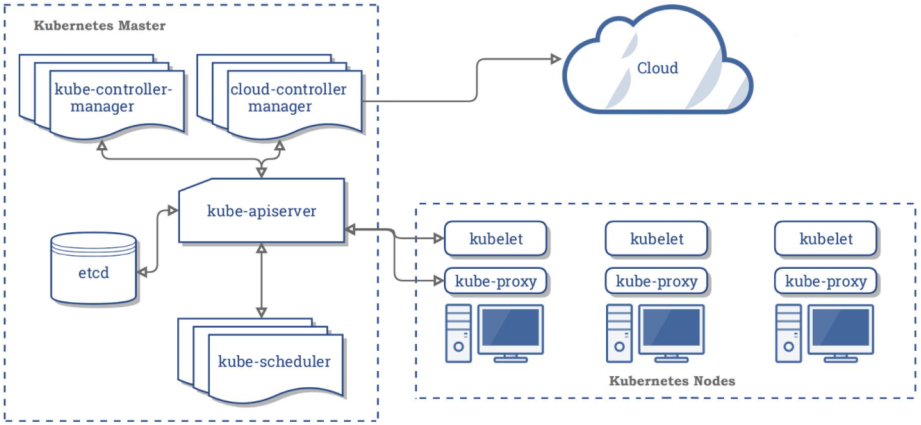 Kubernetes Master
kube-controller-
manager
cloud-controller
manager
Cloud
kube-apiserver
etcd
kube-scheduler
kubelet
kubelet
kubelet
kube-proxy
kube-proxy
kube-proxy
Kubernetes Nodes